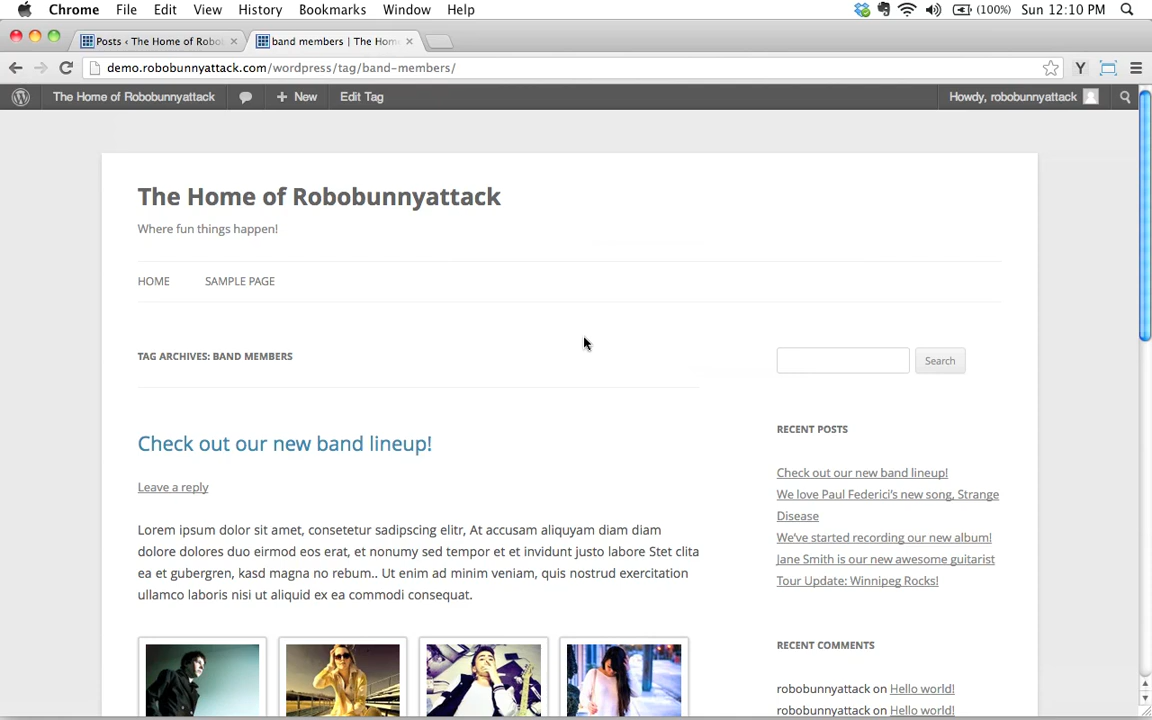 Chrome File Edit View History Bookmarks Window Help (100%) Sun 12:10 PM
Posts ‹ The Home of Robo
band members | The Hom
demo.robobunnyattack.com/wordpress/tag/band-members/
The Home of Robobunnyattack + New Edit Tag Howdy, robobunnyattack
The Home of Robobunnyattack
Where fun things happen!
HOME SAMPLE PAGE
TAG ARCHIVES: BAND MEMBERS
Search
Check out our new band lineup!
Leave a reply
Lorem ipsum dolor sit amet, consetetur sadipscing elitr, At accusam aliquyam diam diam
dolore dolores duo eirmod eos erat, et nonumy sed tempor et et invidunt justo labore Stet clita
ea et gubergren, kasd magna no rebum.. Ut enim ad minim veniam, quis nostrud exercitation
ullamco laboris nisi ut aliquid ex ea commodi consequat.
RECENT POSTS
Check out our new band lineup!
We love Paul Federici's new song, Strange
Disease
We've started recording our new album!
Jane Smith is our new awesome guitarist
Tour Update: Winnipeg Rocks!
RECENT COMMENTS
robobunnyattack on Hello world!
robobunnyattack on Hello world!